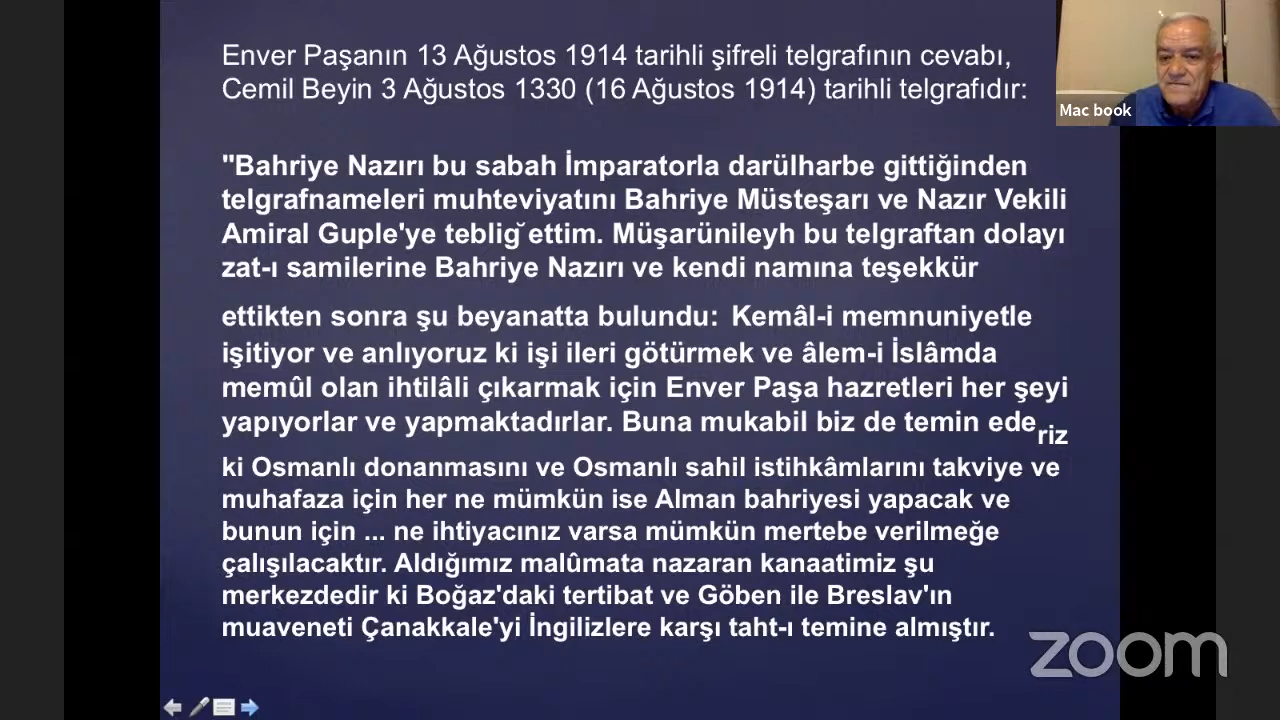 Enver Paşanın 13 Ağustos 1914 tarihli şifreli telgrafının cevabı,
Cemil Beyin 3 Ağustos 1330 (16 Ağustos 1914) tarihli telgrafıdır:
Mac book
"Bahriye Nazırı bu sabah İmparatorla darülharbe gittiğinden
telgrafnameleri muhteviyatını Bahriye Müsteşarı ve Nazır Vekili
Amiral Guple'ye tebliğ ettim. Müşarünileyh bu telgraftan dolayı
zat-ı samilerine Bahriye Nazırı ve kendi namına teşekkür
ettikten sonra şu beyanatta bulundu: Kemâl-i memnuniyetle
işitiyor ve anlıyoruz ki işi ileri götürmek ve âlem-i İslâmda
memûl olan ihtilâli çıkarmak için Enver Paşa hazretleri her şeyi
yapıyorlar ve yapmaktadırlar. Buna mukabil biz de temin ederiz
ki Osmanlı donanmasını ve Osmanlı sahil istihkâmlarını takviye ve
muhafaza için her ne mümkün ise Alman bahriyesi yapacak ve
bunun için ... ne ihtiyacınız varsa mümkün mertebe verilmeğe
çalışılacaktır. Aldığımız malûmata nazaran kanaatimiz şu
merkezdedir ki Boğaz'daki tertibat ve Göben ile Breslav'ın
muaveneti Çanakkale'yi İngilizlere karşı taht-ı temine almıştır.
zoom